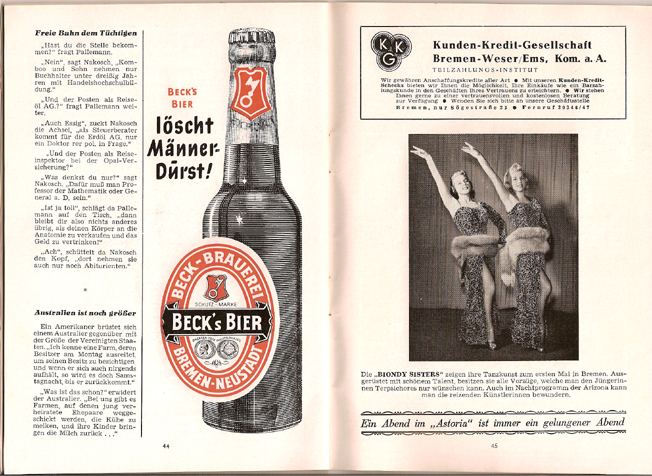 Freie Bahn dem Tüchtigen
„Hast du die Stelle bekom-
men?“ fragt Pallemann.
„Nein“, sagt Nakosch, „Kom-
boo und Sohn nehmen nur
Buchhalter unter dreißig Jah-
ren mit Handelshochschulbil-
dung.“
„Und der Posten als Reise-
öl AG.?“ fragt Pallemann wei-
ter.
„Auch Essig“, zuckt Nakosch
die Achsel, „als Steuerberater
kommt für die Erdöl AG. nur
ein Doktor rer pol. in Frage.“
„Und der Posten als Reise-
inspektor bei der Opal-Ver-
sicherung?“
„Was denkst du nur?“ sagt
Nakosch. „Dafür muß man Pro-
fessor der Mathematik oder Ge-
neral a. D. sein.“
„Ist ja toll“, schlägt da Palle-
mann auf den Tisch, „dann
bleibt dir also nichts anderes
übrig, als deinen Körper an die
Anatomie zu verkaufen und das
Geld zu vertrinken!“
„Ach“, schüttelt da Nakosch
den Kopf, „dort nehmen sie
auch nur noch Abiturienten.“
*
Australien ist noch größer
Ein Amerikaner brüstet sich
einem Australier gegenüber mit
der Größe der Vereinigten Staa-
ten. „Ich kenne eine Farm, deren
Besitzer am Montag ausreitet,
um seinen Besitz zu besichtigen
und wenn er sich auch nirgends
aufhält, so wird es doch Sams-
tagnacht, bis er zurückkommt.“
„Was ist das schon?“ erwidert
der Australier. „Bei uns gibt es
Farmen, auf denen jung ver-
heiratete Ehepaare weggge-
schickt werden, die Kühe zu
melken, und ihre Kinder brin-
gen die Milch zurück . . .“
BECK'S
BIER
löscht
Männer-
Durst!
BECK-BRAUEREI
SCHUTZ-MARKE
BECK's BIER
BREMEN-NEUSTADT
44
KKG
Kunden-Kredit-Gesellschaft
Bremen-Weser/Ems, Kom. a. A.
TEILZAHLUNGS-INSTITUT
Wir gewähren Anschaffungskredite aller Art ● Mit unseren Kunden-Kredit-
Schecks bieten wir Ihnen die Möglichkeit, Ihre Einkäufe wie ein Barzah-
lungskunde in den Geschäften Ihres Vertrauens zu erleichtern. ● Wir stehen
Ihnen gerne zu einer vertrauensvollen und kostenlosen Beratung
zur Verfügung ● Wenden Sie sich bitte an unsere Geschäftsstelle
Bremen, nur Sögestraße 23 ● Fernruf 29344/47
Die „BIONDY SISTERS“ zeigen ihre Tanzkunst zum ersten Mal in Bremen. Aus-
gerüstet mit schönen Talent, besitzen sie alle Vorzüge, welche man den Jüngerin-
nen Terpsichores nur wünschen kann. Auch im Nachtprogramm der Arizona kann
man die reisenden Künstlerinnen bewundern.
Ein Abend im „Astoria“ ist immer ein gelungener Abend
45